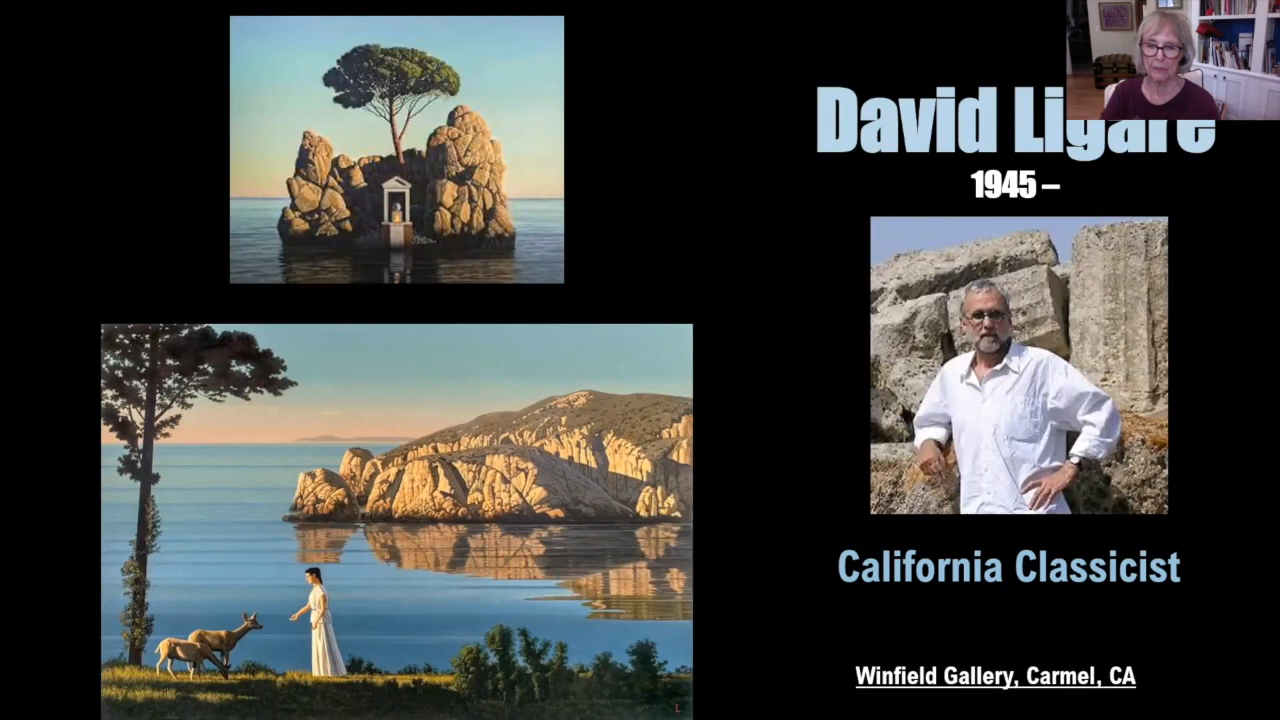 David Ligare
1945 –
California Classicist
Winfield Gallery, Carmel, CA
L